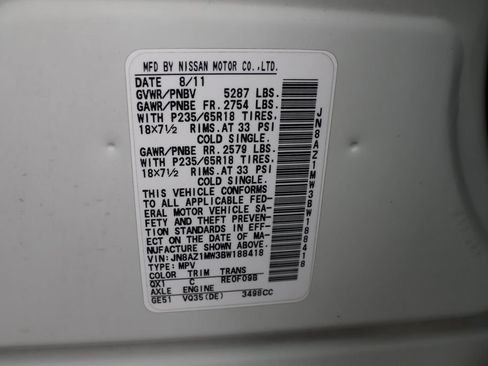 MFD BY NISSAN MOTOR CO.,LTD.
DATE 8/11
GVWR/PNBV 5287 LBS.
GAWR/PNBE FR. 2754 LBS.
WITH P235/65R18 TIRES.
18×7½ RIMS.AT 33 PSI
COLD SINGLE.
GAWR/PNBE RR. 2579 LBS.
WITH P235/65R18 TIRES.
18×7½ RIMS.AT 33 PSI
COLD SINGLE.
THIS VEHICLE CONFORMS
TO ALL APPLICABLE FED-
ERAL MOTOR VEHICLE SA-
FETY AND THEFT PREVEN-
TION STANDARDS IN EFF-
ECT ON THE DATE OF MA-
NUFACTURE SHOWN ABOVE.
VIN:JN8AZ1MW3BW188418
TYPE:MPV
COLOR TRIM TRANS
QX1 C RE0F09B
AXLE ENGINE
GE51 VQ35(DE) 3498CC
JN8AZ1MW3BW188418